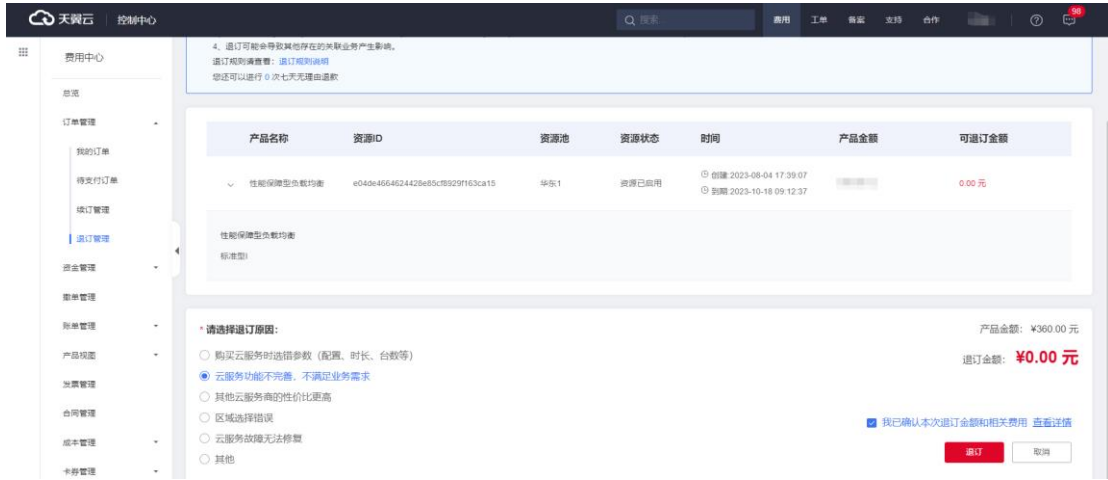 天翼云 控制中心 搜索 费用 工单 备案 支持 合作 98
费用中心
总览
订单管理
我的订单
待支付订单
续订管理
退订管理
资金管理
撤单管理
账单管理
产品视图
发票管理
合同管理
成本管理
卡券管理
4、退订可能会导致其他存在的关联业务产生影响。
退订规则请查看：退订规则说明
您还可以进行 0 次七天无理由退款
产品名称 资源ID 资源池 资源状态 时间 产品金额 可退订金额
性能保障型负载均衡 e04de4664624428e85cf8929f163ca15 华东1 资源已启用 创建:2023-08-04 17:39:07 0.00 元
到期:2023-10-18 09:12:37
性能保障型负载均衡
标准型I
* 请选择退订原因：
购买云服务时选错参数（配置、时长、台数等）
云服务功能不完善、不满足业务需求
其他云服务商的性价比更高
区域选择错误
云服务故障无法修复
其他
产品金额： ¥360.00 元
退订金额： ¥0.00 元
我已确认本次退订金额和相关费用 查看详情
退订 取消